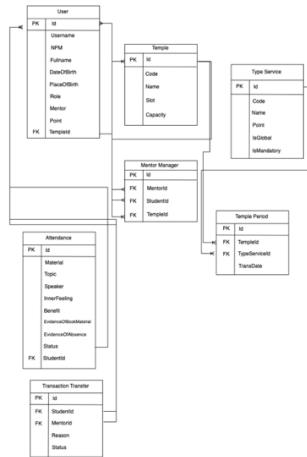 User
PK Id
Username
NPM
Fullname
DateOfBirth
PlaceOfBirth
Role
Mentor
Point
FK TempleId
Temple
PK Id
Code
Name
Slot
Capacity
Type Service
PK Id
Code
Name
Point
IsGlobal
IsMandatory
Mentor Manager
PK Id
FK MentorId
FK StudentId
FK TempleId
Temple Period
PK Id
FK TempleId
FK TypeServiceId
TransDate
Attendance
PK Id
Material
Topic
Speaker
InnerFeeling
Benefit
EvidenceOfBookMaterial
EvidenceOfAbsence
Status
FK StudentId
Transaction Transfer
PK Id
FK StudentId
FK MentorId
Reason
Status